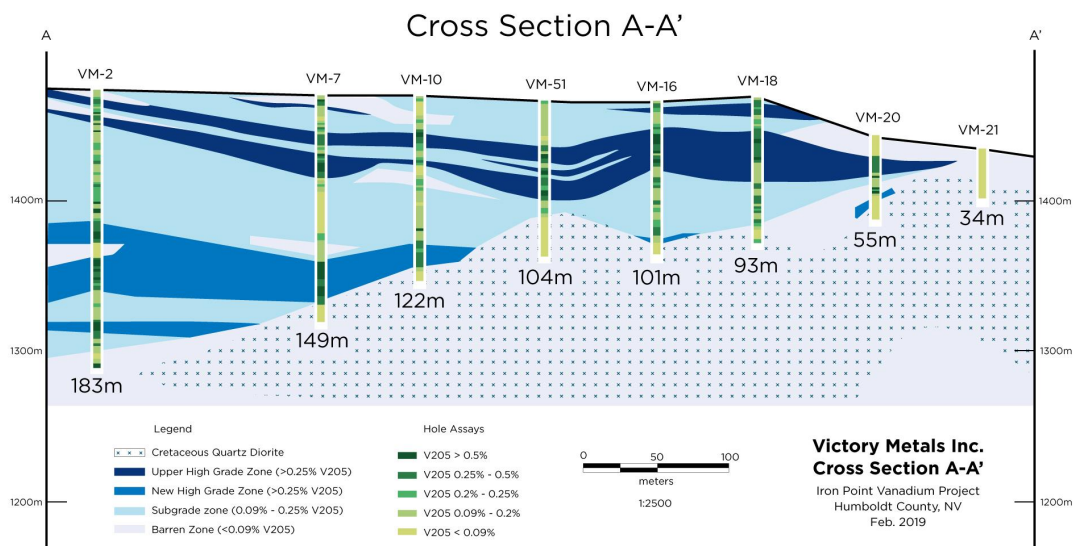 Cross Section A-A'
A
A'
VM-2
VM-7
VM-10
VM-51
VM-16
VM-18
VM-20
VM-21
1400m
1400m
34m
55m
93m
101m
104m
122m
149m
183m
1300m
1300m
Legend
Cretaceous Quartz Diorite
Upper High Grade Zone (>0.25% V205)
New High Grade Zone (>0.25% V205)
Subgrade zone (0.09% - 0.25% V205)
Barren Zone (<0.09% V205)
Hole Assays
V205 > 0.5%
V205 0.25% - 0.5%
V205 0.2% - 0.25%
V205 0.09% - 0.2%
V205 < 0.09%
0 50 100
meters
1:2500
Victory Metals Inc.
Cross Section A-A'
Iron Point Vanadium Project
Humboldt County, NV
Feb. 2019
1200m
1200m